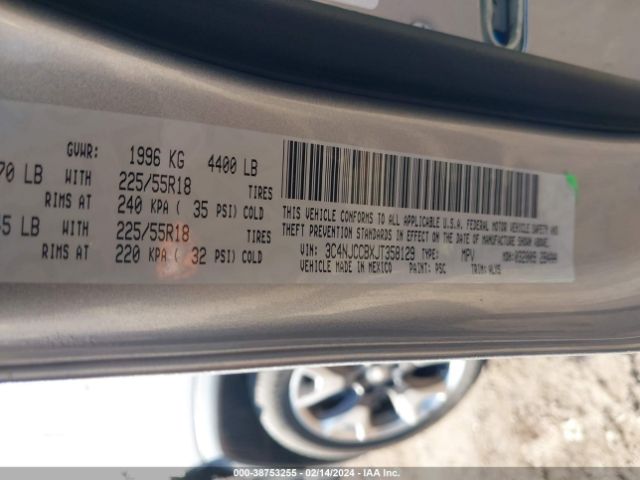 GVWR: 1996 KG 4400 LB
70 LB WITH 225/55R18 TIRES
RIMS AT 240 KPA ( 35 PSI) COLD
5 LB WITH 225/55R18 TIRES
RIMS AT 220 KPA ( 32 PSI) COLD
THIS VEHICLE CONFORMS TO ALL APPLICABLE U.S.A. FEDERAL MOTOR VEHICLE SAFETY AND
THEFT PREVENTION STANDARDS IN EFFECT ON THE DATE OF MANUFACTURE SHOWN ABOVE.
VIN: 3C4NJCCBXJT358129 TYPE: MPV
VEHICLE MADE IN MEXICO PAINT: PSC TRIM:
000-38753255 - 02/14/2024 - IAA Inc.